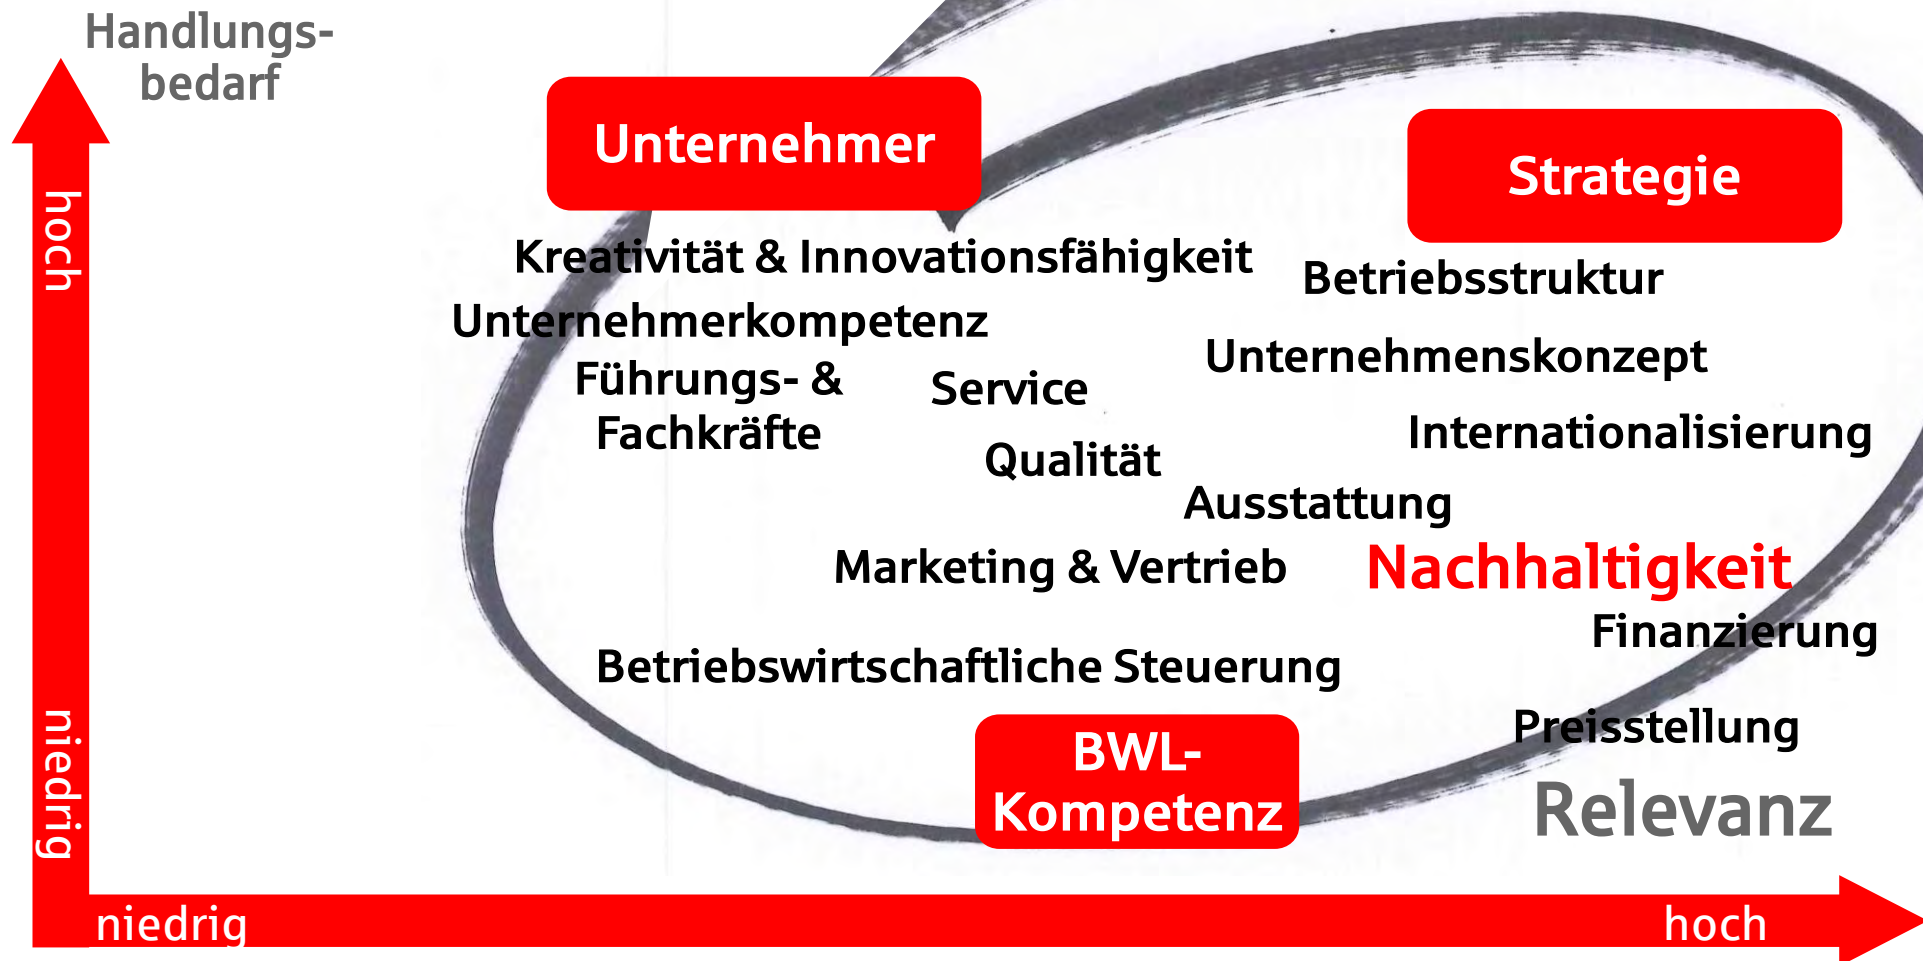 Handlungs-
bedarf
hoch
niedrig
Unternehmer
Strategie
Kreativität & Innovationsfähigkeit
Betriebsstruktur
Unternehmerkompetenz
Unternehmenskonzept
Führungs- &
Fachkräfte
Service
Internationalisierung
Qualität
Ausstattung
Marketing & Vertrieb
Nachhaltigkeit
Finanzierung
Betriebswirtschaftliche Steuerung
Preisstellung
BWL-
Kompetenz
Relevanz
niedrig
hoch